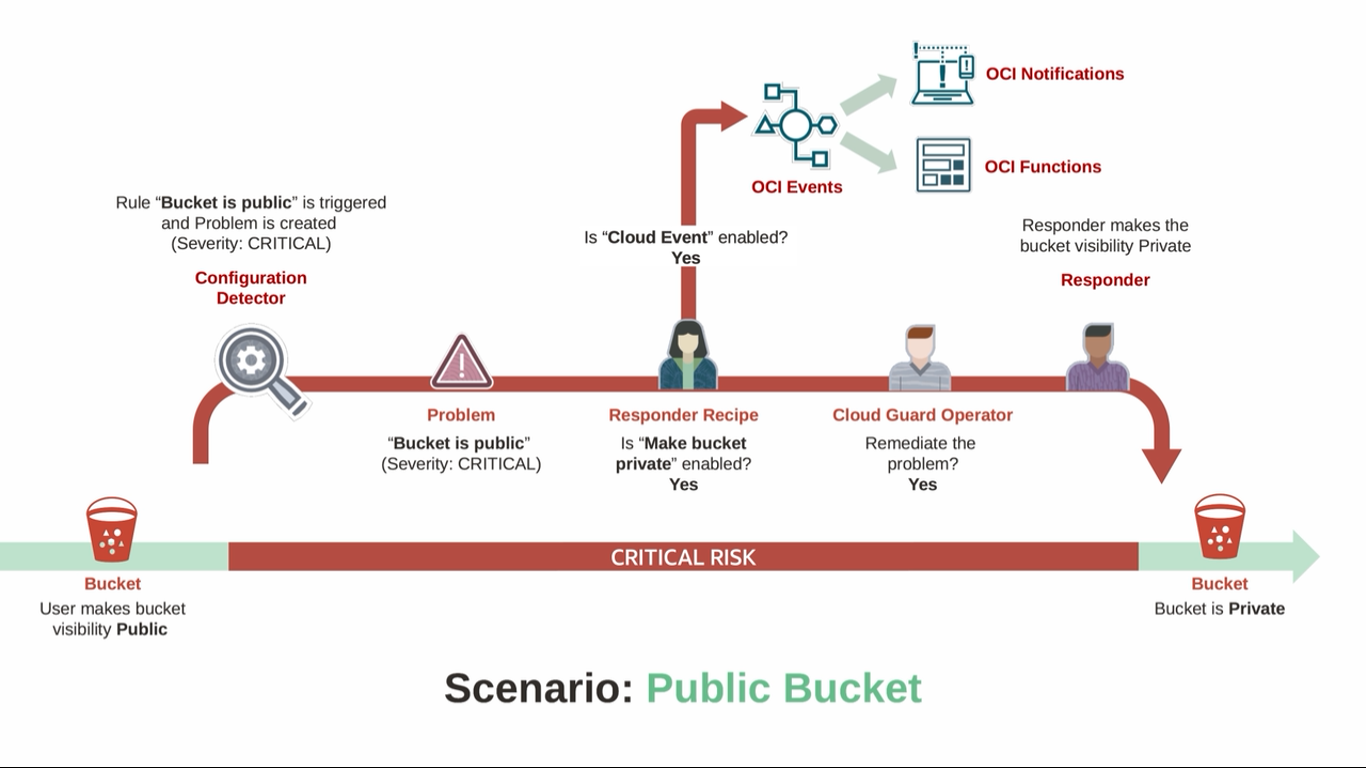 OCI Notifications
OCI Events
OCI Functions
Rule “Bucket is public” is triggered
and Problem is created
(Severity: CRITICAL)
Configuration
Detector
Is “Cloud Event” enabled?
Yes
Responder makes the
bucket visibility Private
Responder
Problem
“Bucket is public”
(Severity: CRITICAL)
Responder Recipe
Is “Make bucket
private” enabled?
Yes
Cloud Guard Operator
Remediate the
problem?
Yes
CRITICAL RISK
Bucket
User makes bucket
visibility Public
Bucket
Bucket is Private
Scenario: Public Bucket